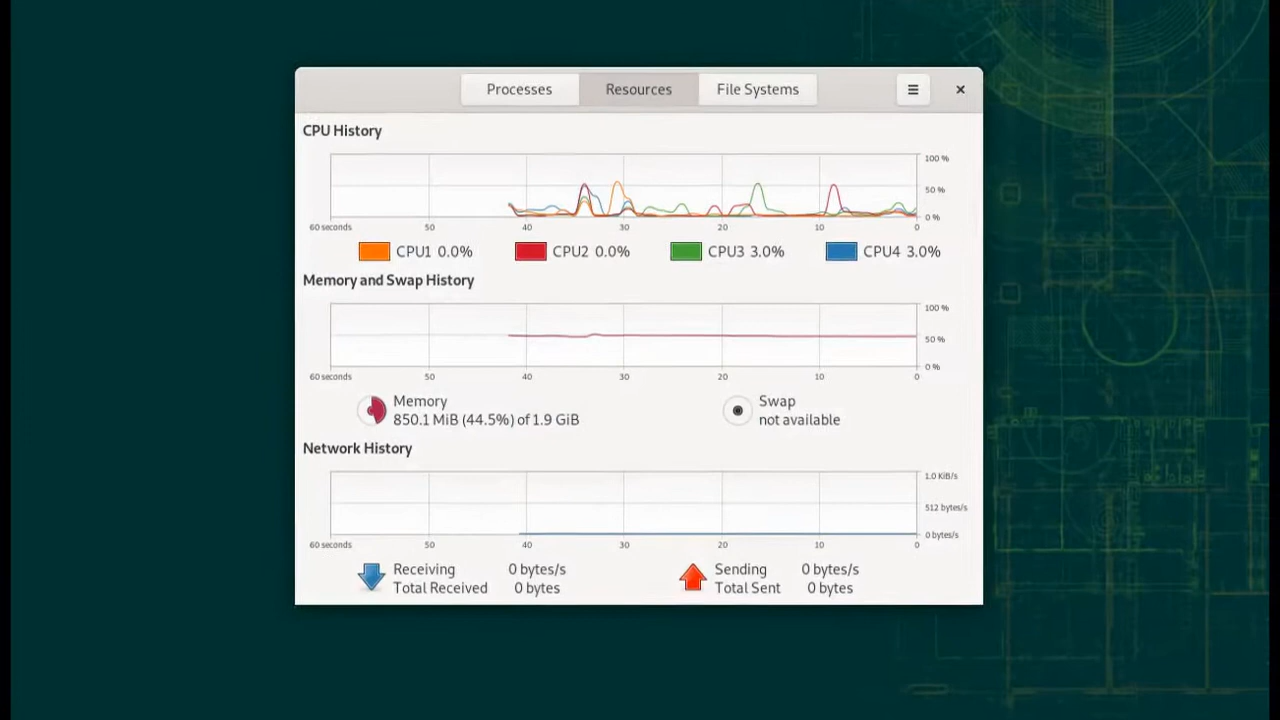 Processes Resources File Systems
CPU History
100 %
50 %
0 %
60 seconds 50 40 30 20 10 0
CPU1 0.0% CPU2 0.0% CPU3 3.0% CPU4 3.0%
Memory and Swap History
100 %
50 %
0 %
60 seconds 50 40 30 20 10 0
Memory Swap
850.1 MiB (44.5%) of 1.9 GiB not available
Network History
1.0 KiB/s
512 bytes/s
0 bytes/s
60 seconds 50 40 30 20 10 0
Receiving 0 bytes/s Sending 0 bytes/s
Total Received 0 bytes Total Sent 0 bytes